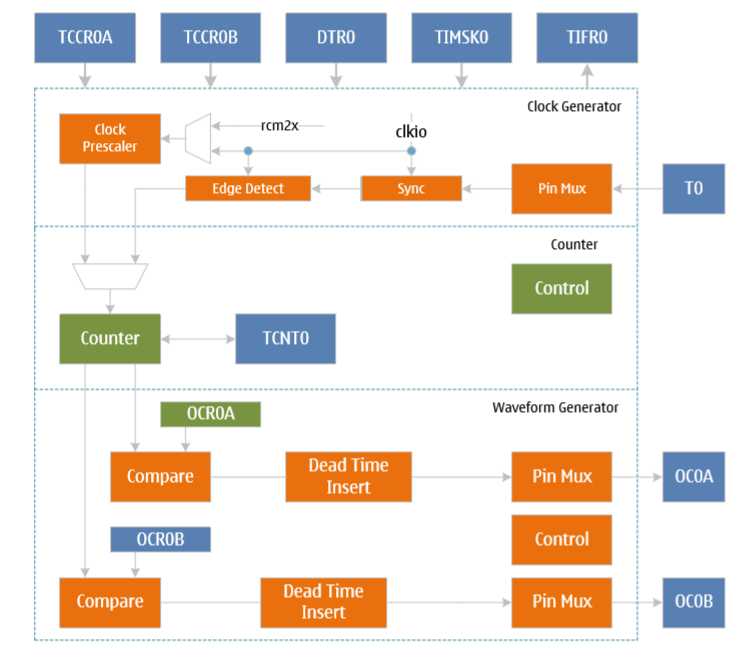 TCCR0A
TCCR0B
DTR0
TIMSK0
TIFR0
Clock Generator
Clock
Prescaler
rcm2x
clkio
Edge Detect
Sync
Pin Mux
T0
Counter
Control
Counter
TCNT0
Waveform Generator
OCR0A
Compare
Dead Time
Insert
Pin Mux
OC0A
OCR0B
Control
Compare
Dead Time
Insert
Pin Mux
OC0B